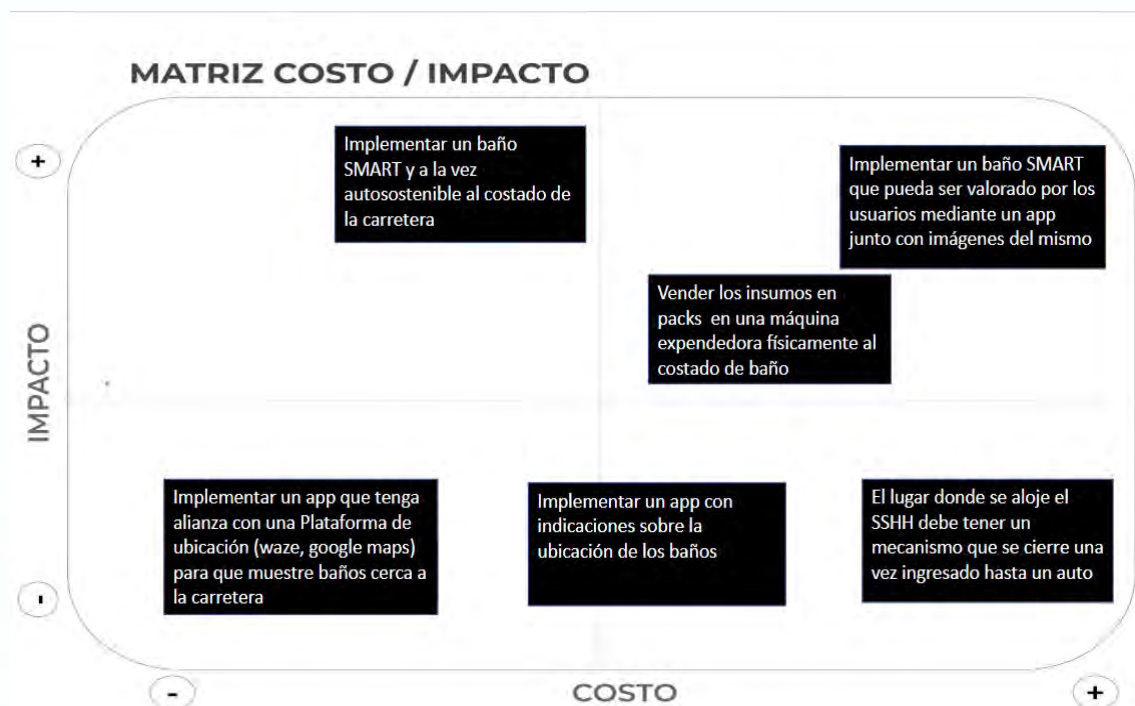 MATRIZ COSTO / IMPACTO
+
Implementar un baño
SMART y a la vez
autosostenible al costado de
la carretera
Implementar un baño SMART
que pueda ser valorado por los
usuarios mediante un app
junto con imágenes del mismo
Vender los insumos en
packs en una máquina
expendedora físicamente al
costado de baño
IMPACTO
Implementar un app que tenga
alianza con una Plataforma de
ubicación (waze, google maps)
para que muestre baños cerca a
la carretera
Implementar un app con
indicaciones sobre la
ubicación de los baños
El lugar donde se aloje el
SSHH debe tener un
mecanismo que se cierre una
vez ingresado hasta un auto
-
-
COSTO
+